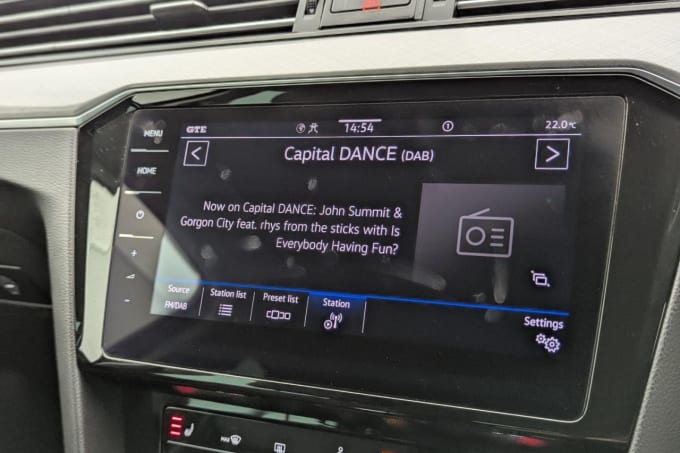 MENU
GTE
14:54
22.0°C
HOME
Capital DANCE (DAB)
Now on Capital DANCE: John Summit &
Gorgon City feat. rhys from the sticks with Is
Everybody Having Fun?
+
-
Source
FM/DAB
Station list
Preset list
Station
Settings
MAX